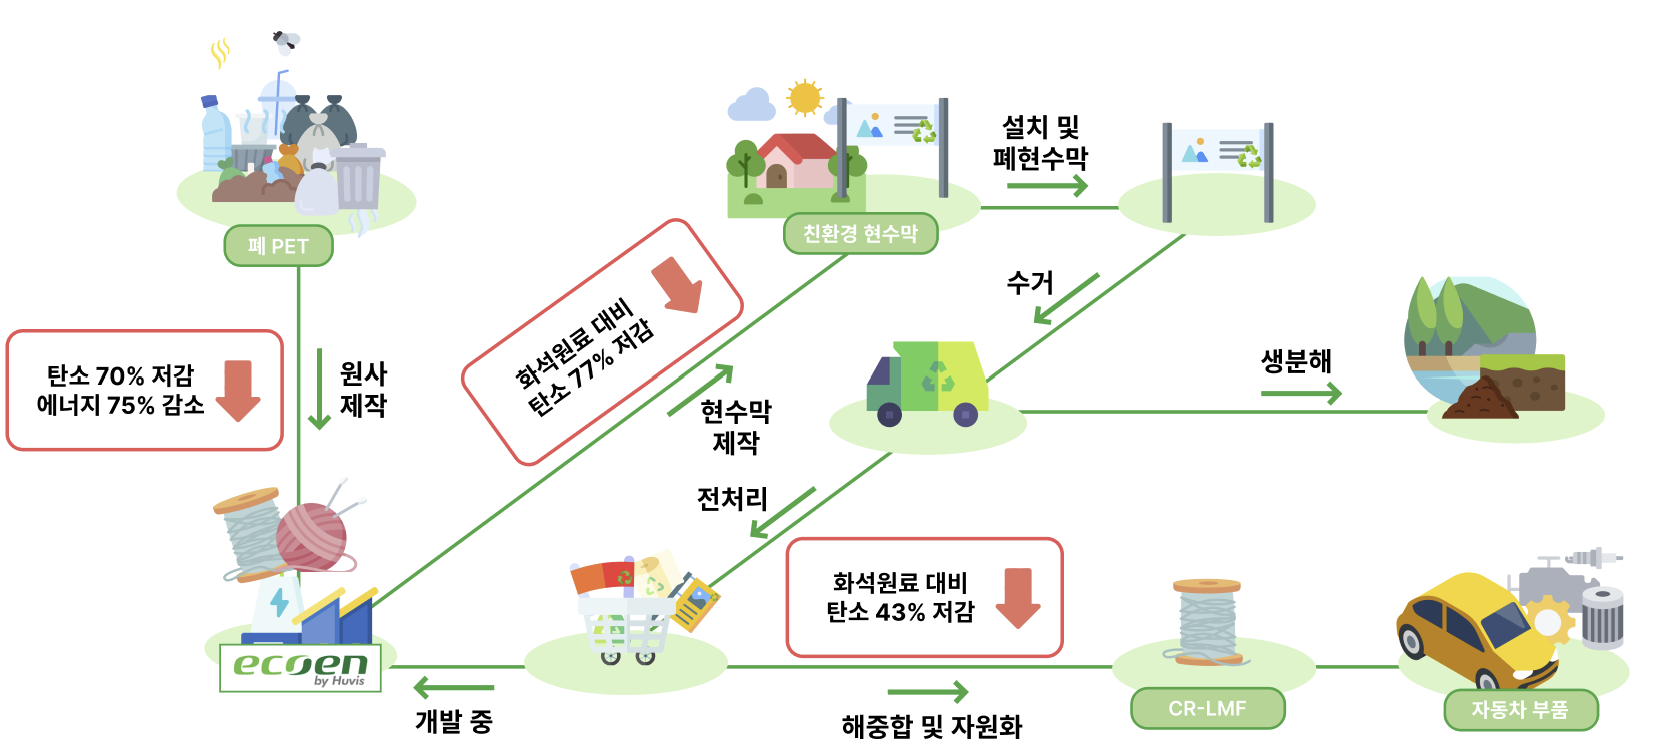 폐 PET
탄소 70% 저감
에너지 75% 감소
원사
제작
ecoen
by Huvis
화석원료 대비
탄소 77% 저감
현수막
제작
친환경 현수막
설치 및
폐현수막
수거
생분해
전처리
개발 중
화석원료 대비
탄소 43% 저감
해중합 및 자원화
CR-LMF
자동차 부품